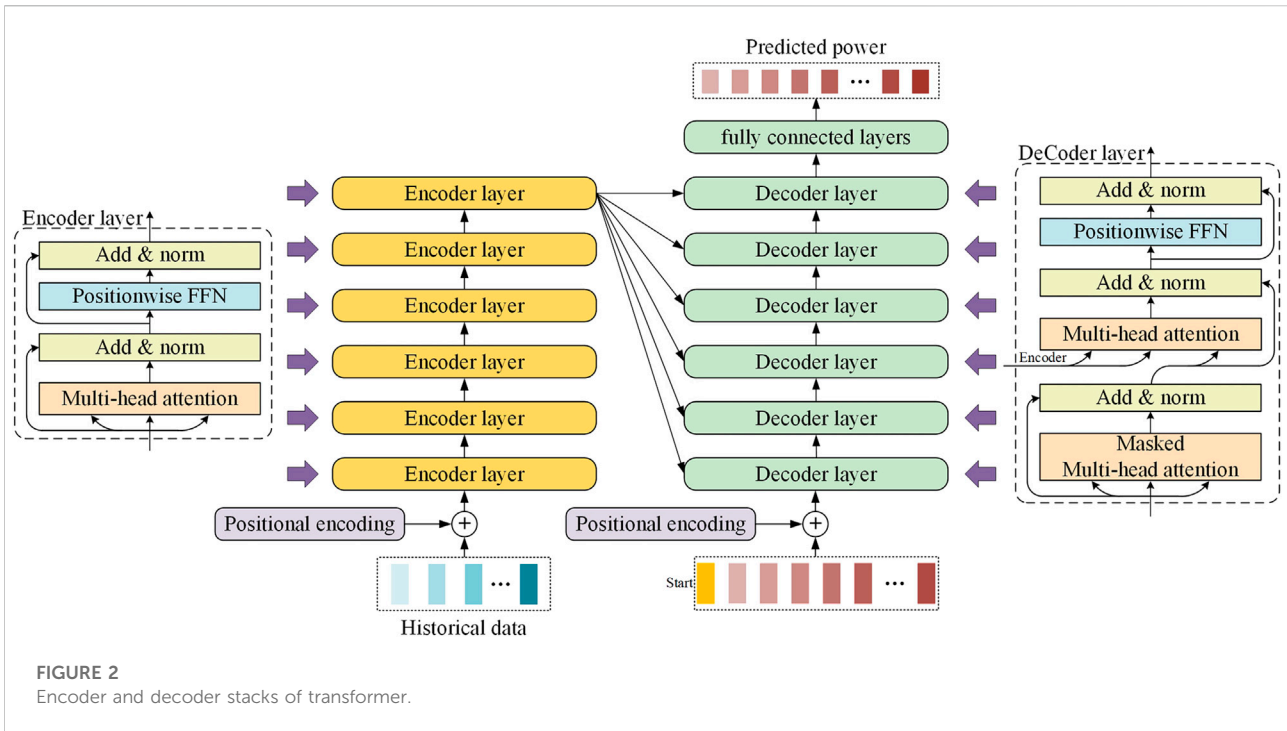 Predicted power
...
fully connected layers
Encoder layer
Add & norm
Positionwise FFN
Add & norm
Multi-head attention
Encoder layer
Encoder layer
Encoder layer
Encoder layer
Encoder layer
Encoder layer
Positional encoding
+
...
Historical data
Decoder layer
Decoder layer
Decoder layer
Decoder layer
Decoder layer
Decoder layer
Positional encoding
+
Start
...
DeCoder layer
Add & norm
Positionwise FFN
Add & norm
Multi-head attention
Encoder
Add & norm
Masked
Multi-head attention
FIGURE 2
Encoder and decoder stacks of transformer.